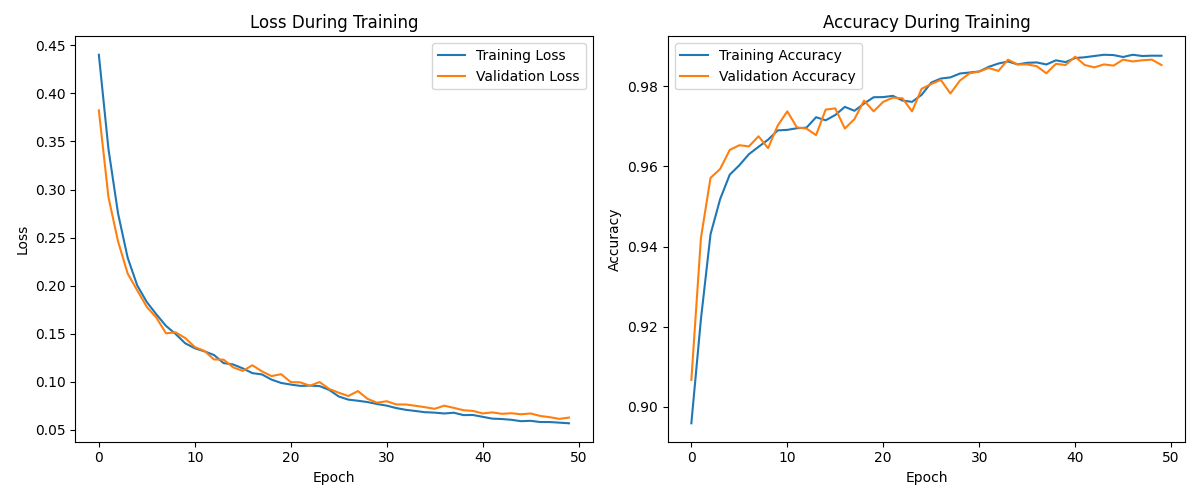 Loss During Training
Training Loss
Validation Loss
0.45
0.40
0.35
0.30
0.25
0.20
0.15
0.10
0.05
Loss
0 10 20 30 40 50
Epoch
Accuracy During Training
Training Accuracy
Validation Accuracy
0.98
0.96
0.94
0.92
0.90
Accuracy
0 10 20 30 40 50
Epoch